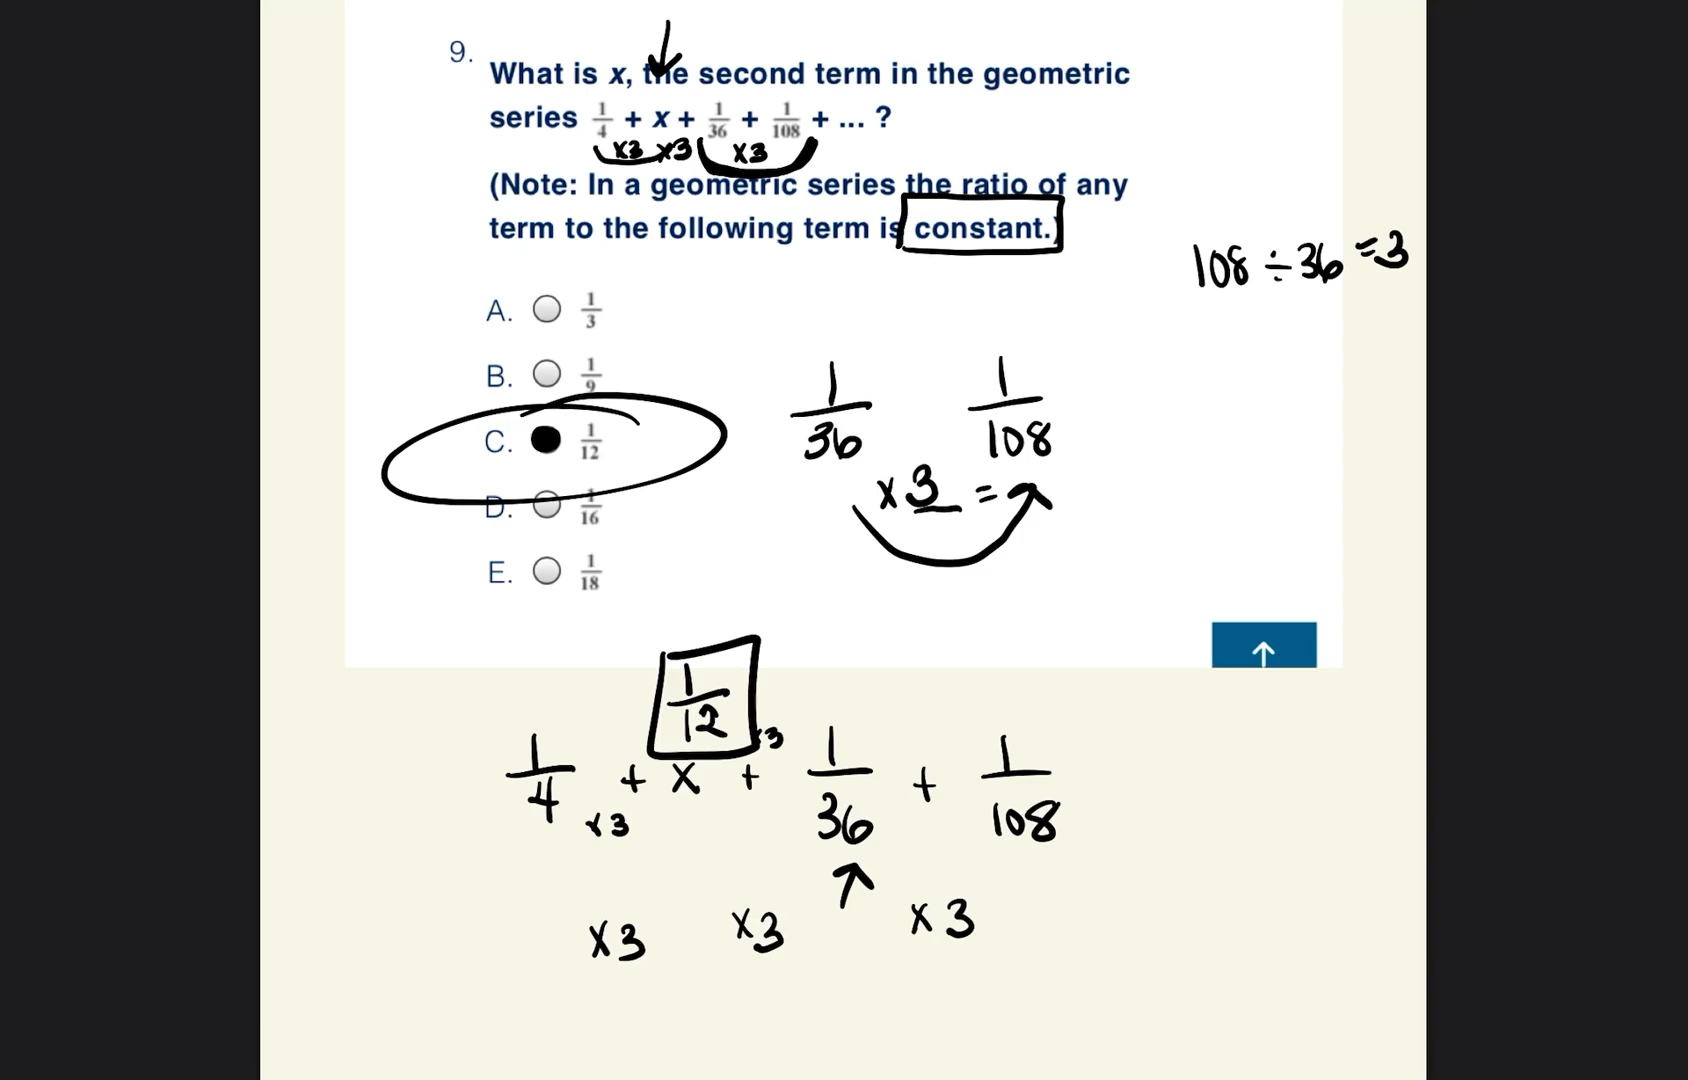 9.
What is x, the second term in the geometric
series 1/4 + x + 1/36 + 1/108 + ... ?
x3 x3 x3
(Note: In a geometric series the ratio of any
term to the following term is constant.)
108 ÷ 36 = 3
A. 1/3
B. 1/9
C. 1/12
D. 1/16
E. 1/18
1/36 1/108
x 3 =
1/12
x3
1/4 + x + 1/36 + 1/108
x3
x3 x3 x3